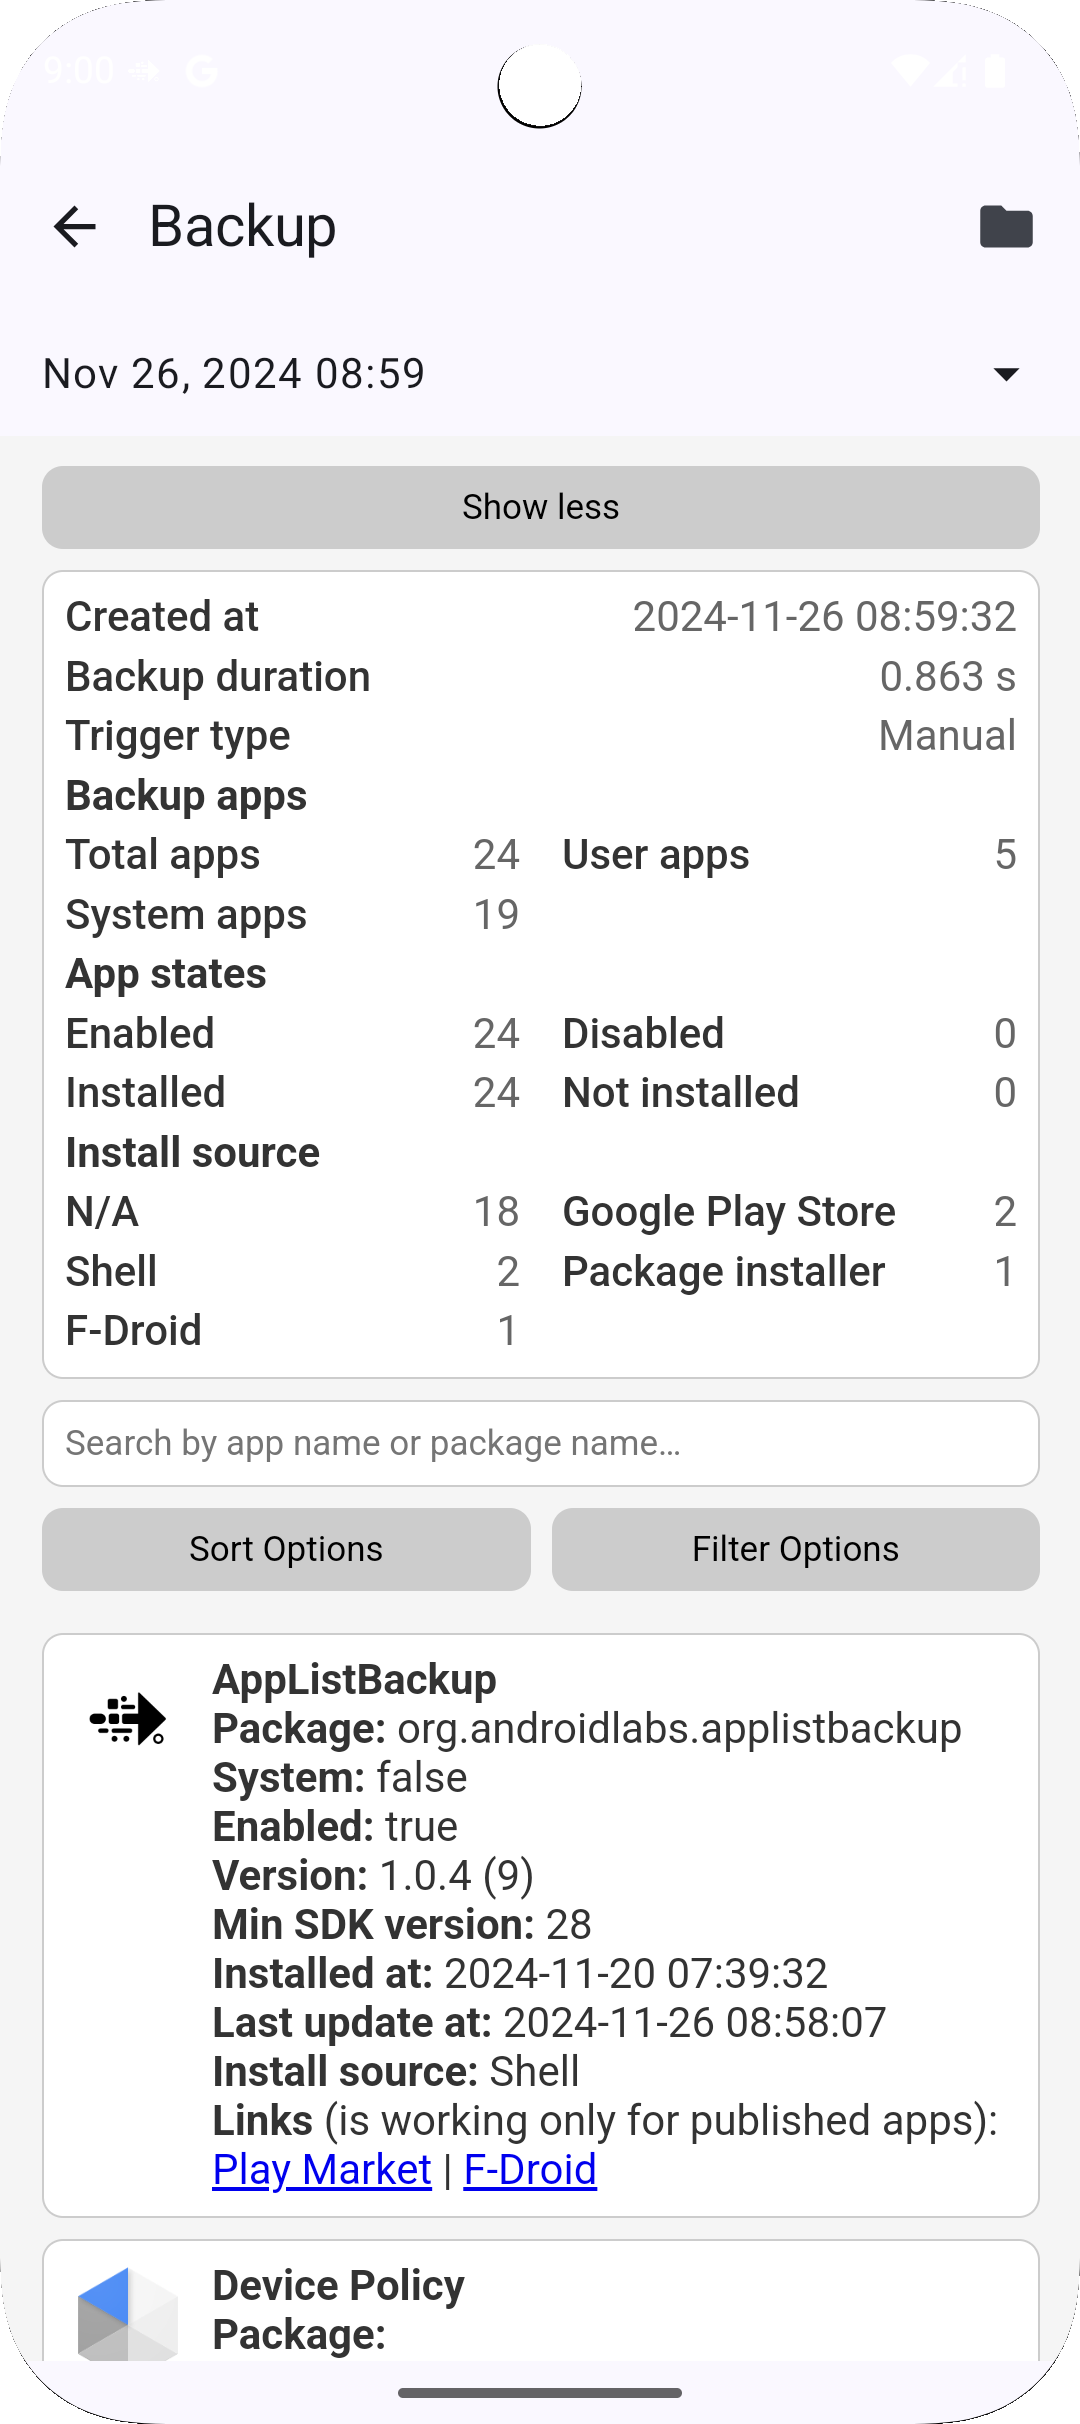 9:00
Backup
Nov 26, 2024 08:59
Show less
Created at 2024-11-26 08:59:32
Backup duration 0.863 s
Trigger type Manual
Backup apps
Total apps 24 User apps 5
System apps 19
App states
Enabled 24 Disabled 0
Installed 24 Not installed 0
Install source
N/A 18 Google Play Store 2
Shell 2 Package installer 1
F-Droid 1
Search by app name or package name...
Sort Options Filter Options
AppListBackup
Package: org.androidlabs.applistbackup
System: false
Enabled: true
Version: 1.0.4 (9)
Min SDK version: 28
Installed at: 2024-11-20 07:39:32
Last update at: 2024-11-26 08:58:07
Install source: Shell
Links (is working only for published apps):
Play Market | F-Droid
Device Policy
Package: